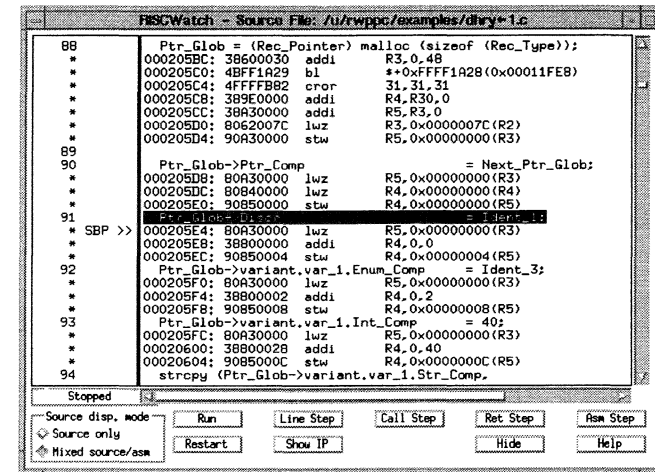 RISCWatch - Source File: /u/rwppc/examples/dhry←1.c
88 Ptr_Glob = (Rec_Pointer) malloc (sizeof (Rec_Type));
* 000205BC: 38600030 addi R3,0,48
* 000205C0: 4BFF1A29 bl *+0xFFFF1A28(0x00011FE8)
* 000205C4: 4FFFFB82 cror 31,31,31
* 000205C8: 389E0000 addi R4,R30,0
* 000205CC: 38A30000 addi R5,R3,0
* 000205D0: 8062007C lwz R3,0x0000007C(R2)
* 000205D4: 90A30000 stw R5,0x00000000(R3)
89
90 Ptr_Glob->Ptr_Comp = Next_Ptr_Glob;
* 000205D8: 80A30000 lwz R5,0x00000000(R3)
* 000205DC: 80840000 lwz R4,0x00000000(R4)
* 000205E0: 90850000 stw R4,0x00000000(R5)
91 Ptr_Glob->Discr = Ident_1;
* SBP >> 000205E4: 80A30000 lwz R5,0x00000000(R3)
* 000205E8: 38800000 addi R4,0,0
* 000205EC: 90850004 stw R4,0x00000004(R5)
92 Ptr_Glob->variant.var_1.Enum_Comp = Ident_3;
* 000205F0: 80A30000 lwz R5,0x00000000(R3)
* 000205F4: 38800002 addi R4,0,2
* 000205F8: 90850008 stw R4,0x00000008(R5)
93 Ptr_Glob->variant.var_1.Int_Comp = 40;
* 000205FC: 80A30000 lwz R5,0x00000000(R3)
* 00020600: 38800028 addi R4,0,40
* 00020604: 9085000C stw R4,0x0000000C(R5)
94 strcpy (Ptr_Glob->variant.var_1.Str_Comp,
Stopped
Source disp. mode
Source only
Mixed source/asm
Run Line Step Call Step Ret Step Asm Step
Restart Show IP Hide Help